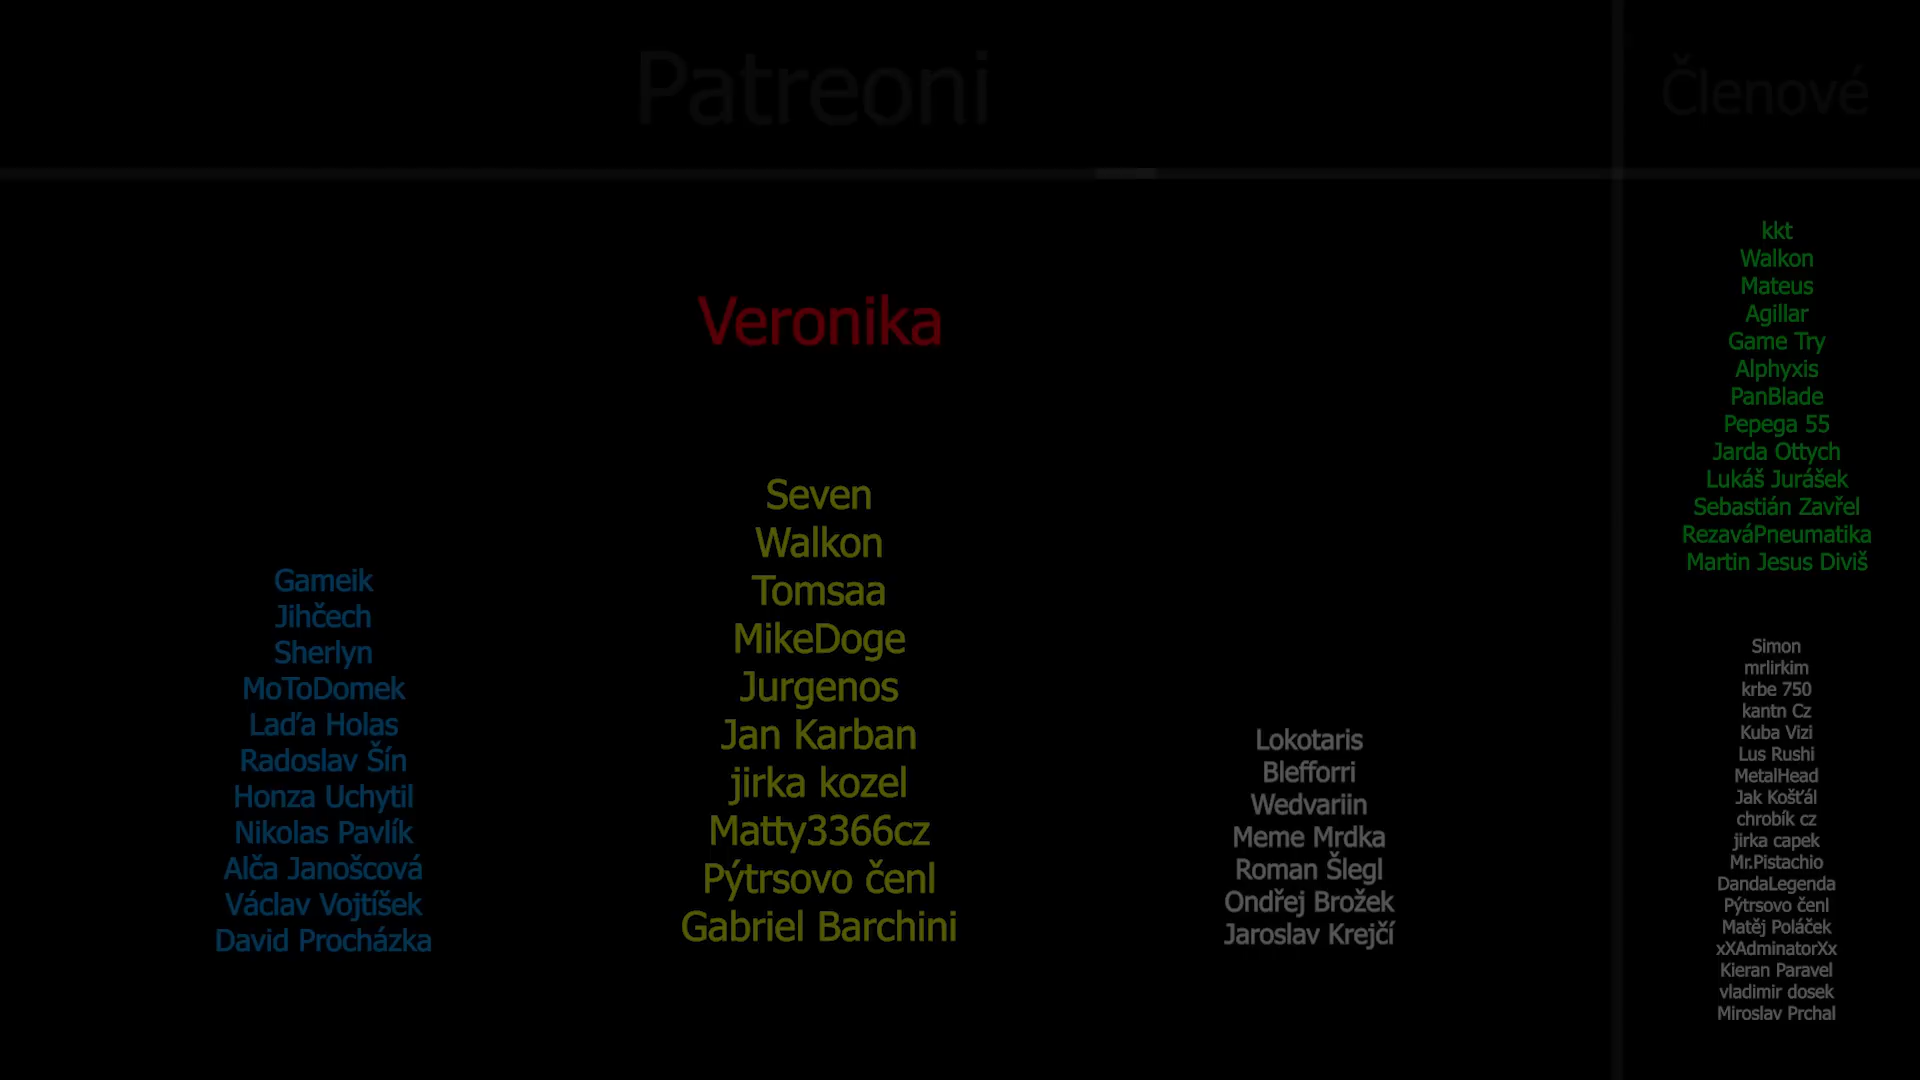 Patreoni
Členové
Veronika
Gameik
Jihčech
Sherlyn
MoToDomek
Laďa Holas
Radoslav Šín
Honza Uchytil
Nikolas Pavlík
Alča Janošcová
Václav Vojtíšek
David Procházka
Seven
Walkon
Tomsaa
MikeDoge
Jurgenos
Jan Karban
jirka kozel
Matty3366cz
Pýtrsovo čenl
Gabriel Barchini
Lokotaris
Blefforri
Wedvariin
Meme Mrdka
Roman Šlegl
Ondřej Brožek
Jaroslav Krejčí
kkt
Walkon
Mateus
Agillar
Game Try
Alphyxis
PanBlade
Pepega 55
Jarda Ottych
Lukáš Jurášek
Sebastián Zavřel
RezaváPneumatika
Martin Jesus Diviš
Simon
mrlirkim
krbe 750
kantn Cz
Kuba Vizi
Lus Rushi
MetalHead
Jak Košťál
chrobík cz
jirka capek
Mr.Pistachio
DandaLegenda
Pýtrsovo čenl
Matěj Poláček
xXAdminatorXx
Kieran Paravel
vladimir dosek
Miroslav Prchal